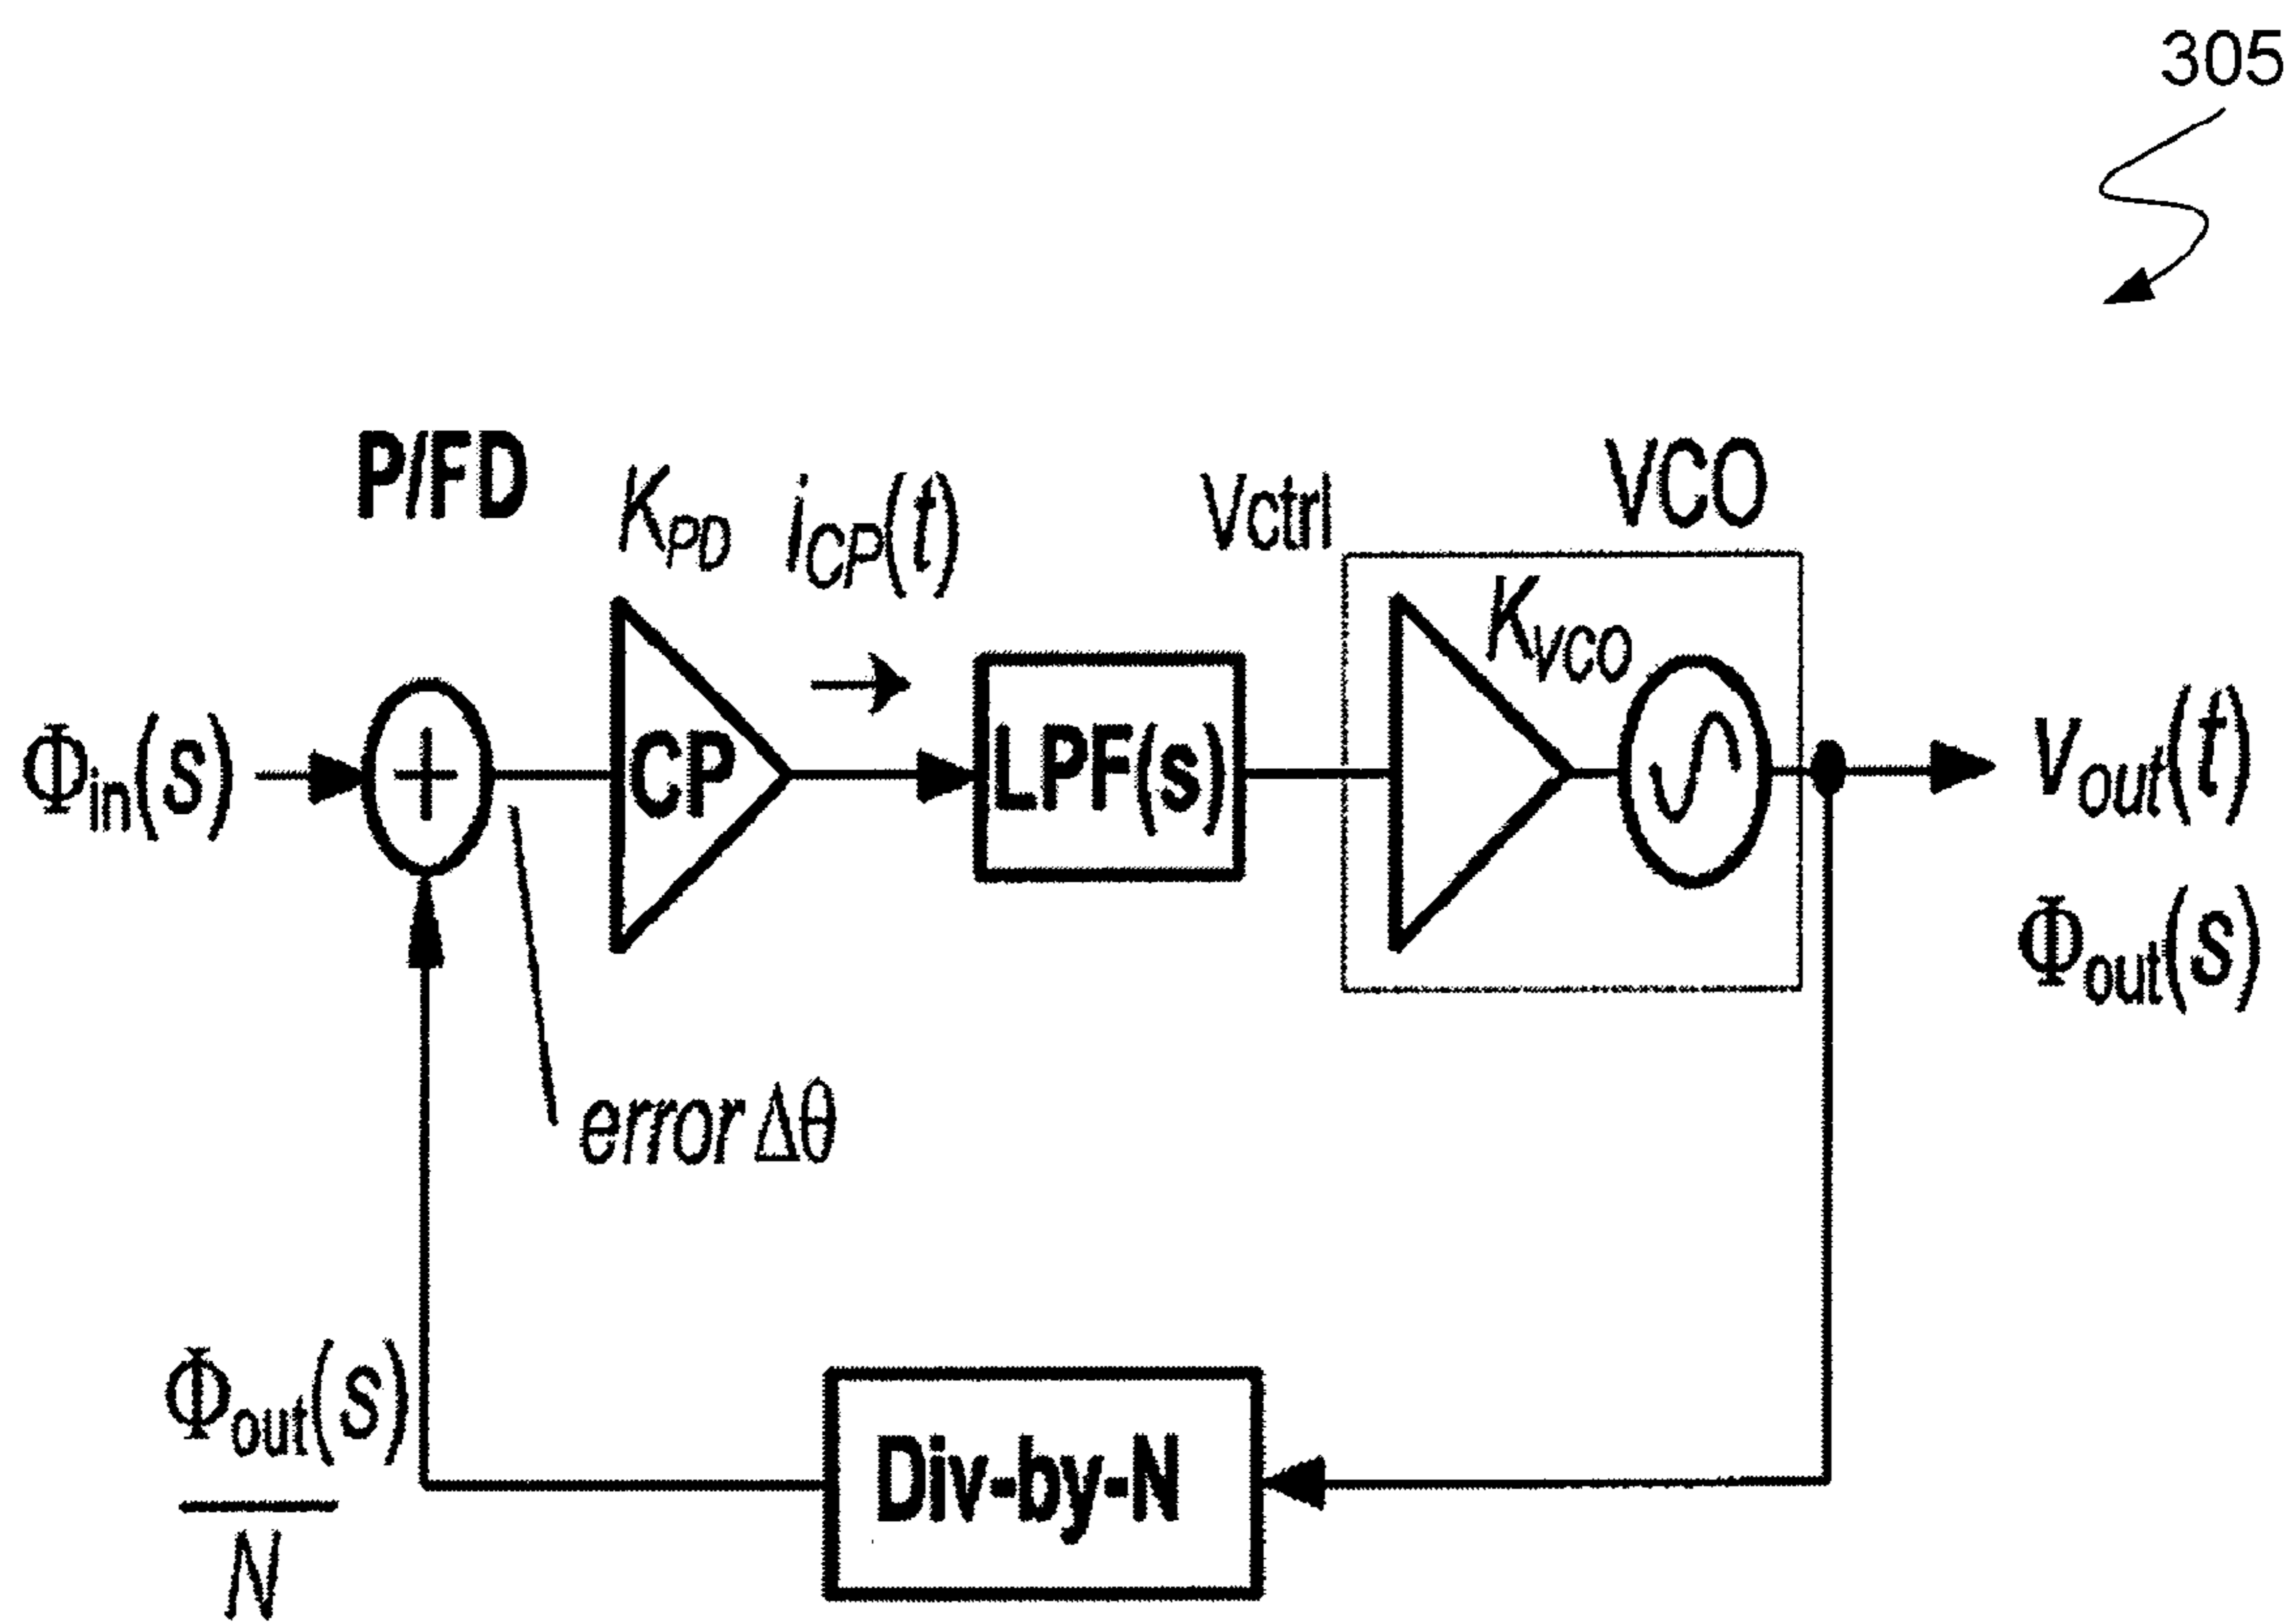 305
P/FD
K_PD
i_CP(t)
Vctrl
VCO
K_VCO
Φ_in(s)
+
CP
LPF(s)
V_out(t)
Φ_out(s)
error Δθ
Φ_out(s)
N
Div-by-N